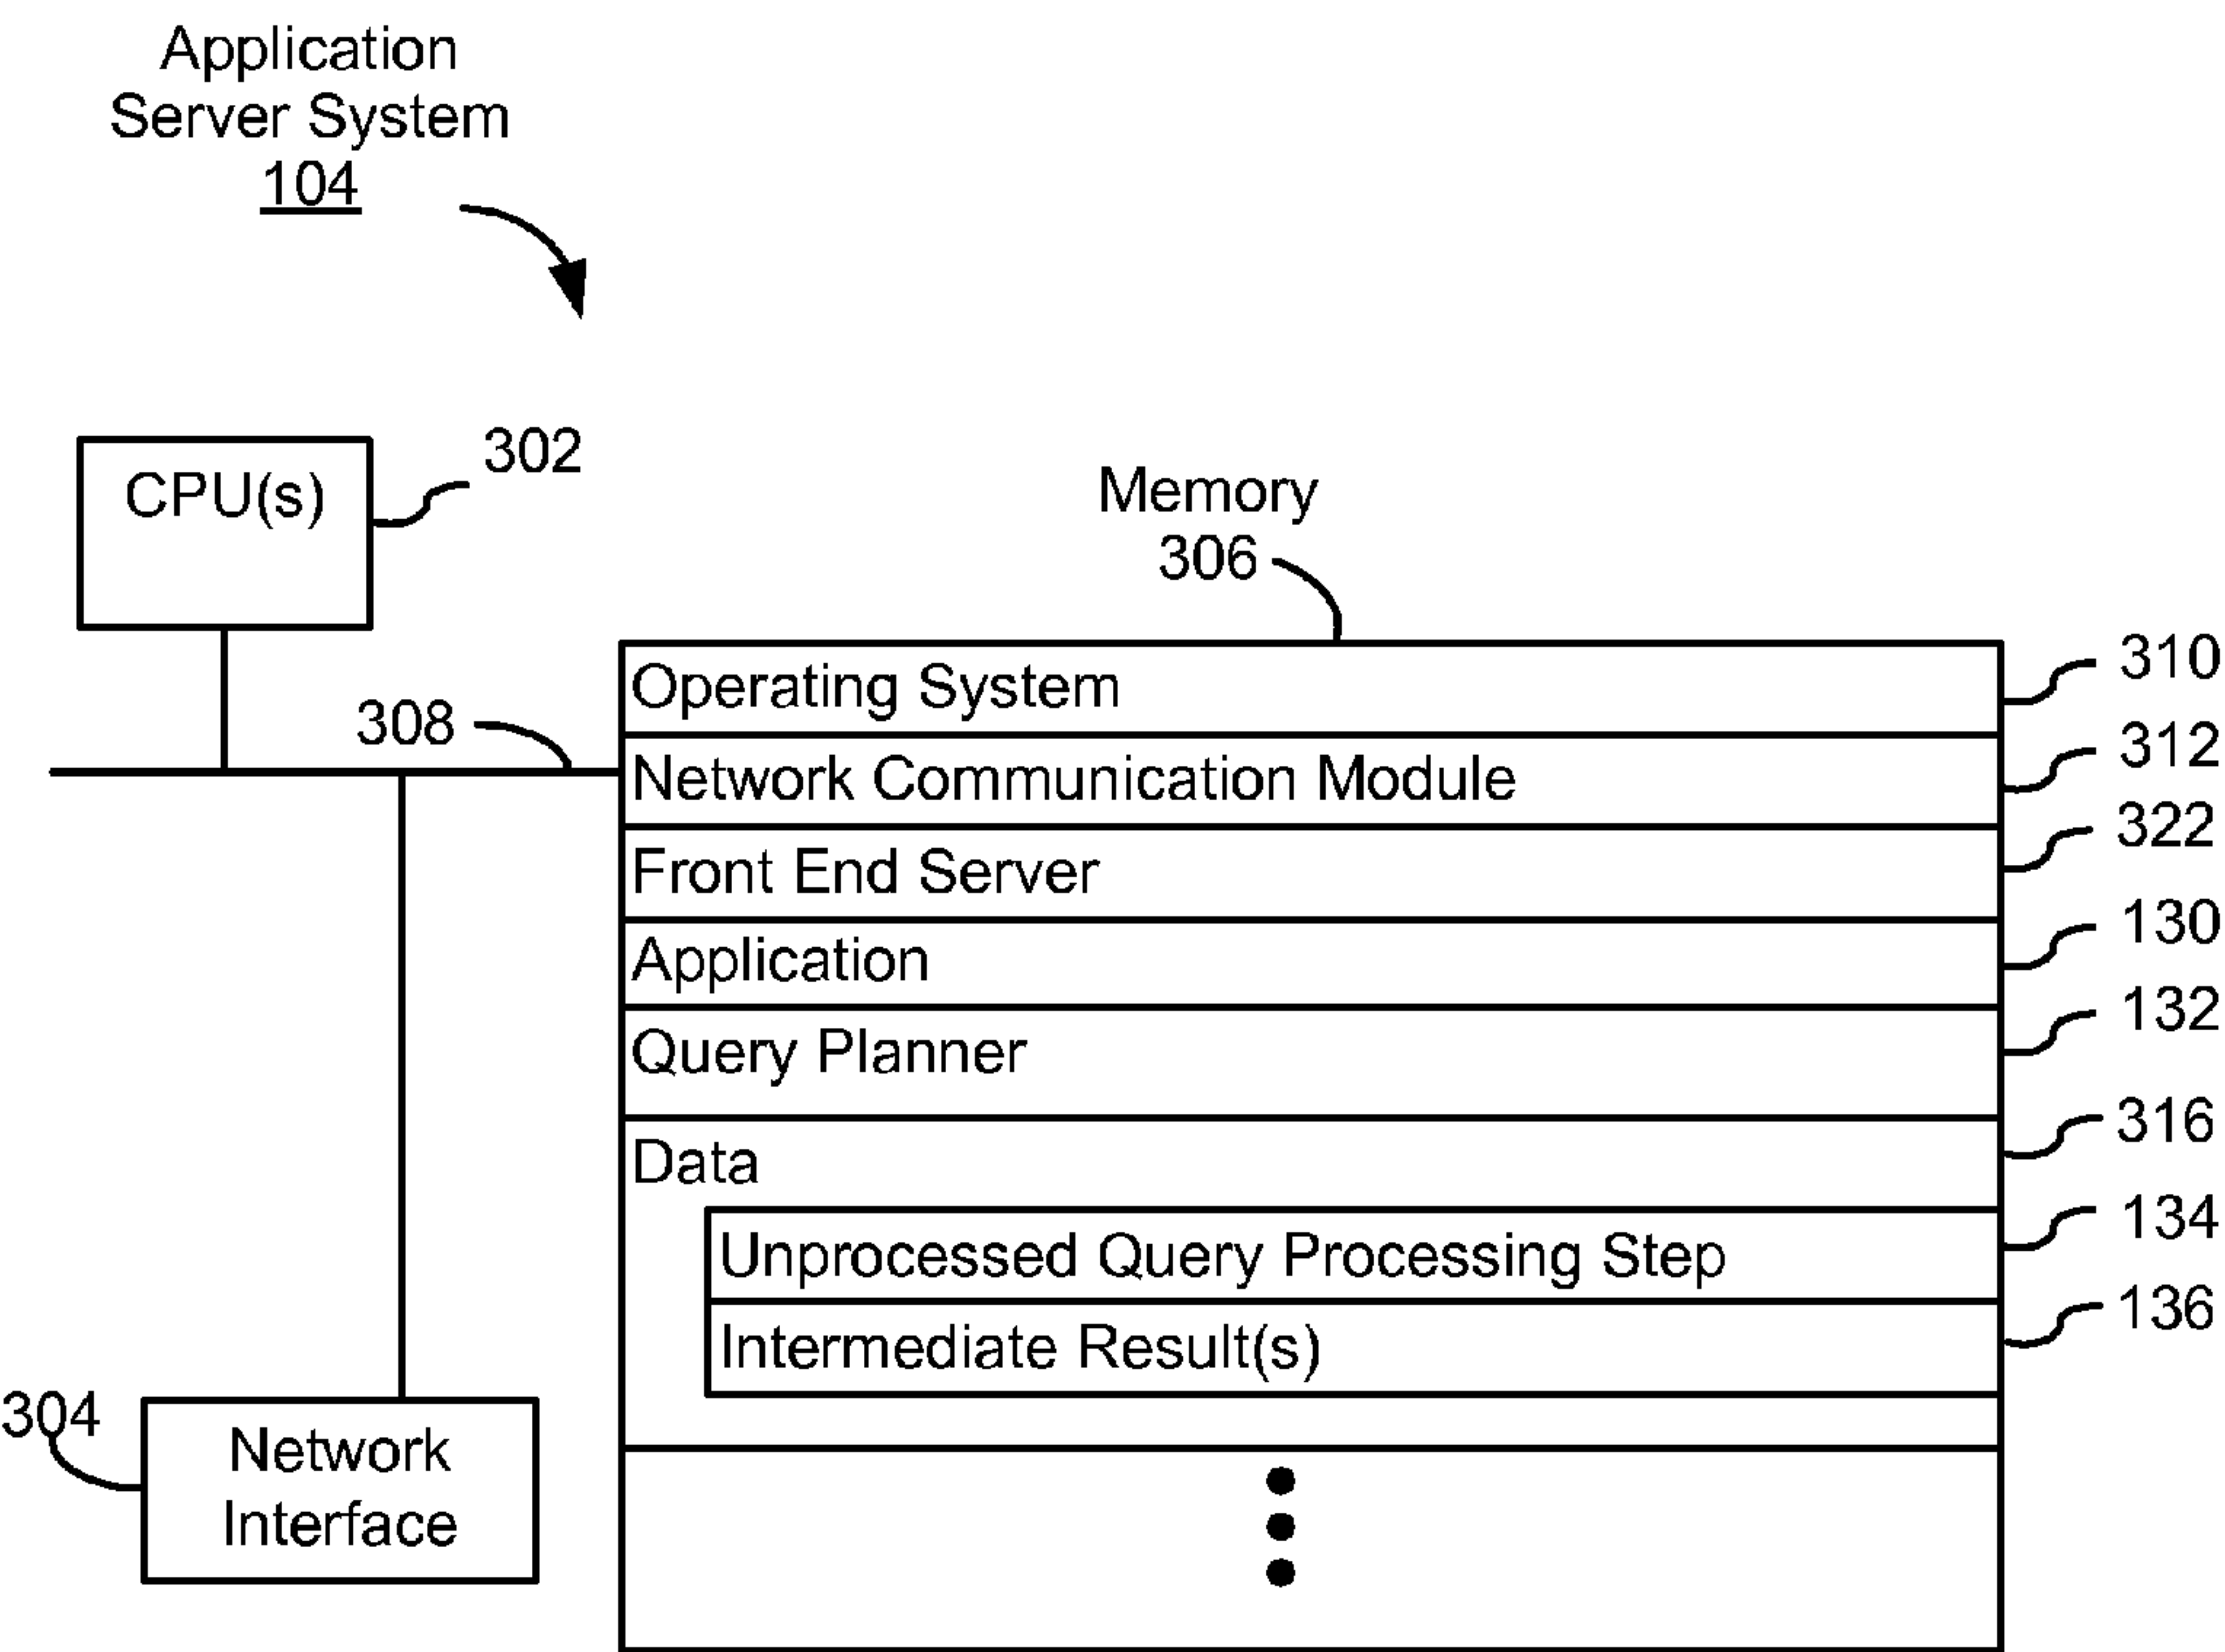 Application
Server System
104
CPU(s)
302
Memory
306
308
Operating System
310
Network Communication Module
312
Front End Server
322
Application
130
Query Planner
132
Data
316
Unprocessed Query Processing Step
134
Intermediate Result(s)
136
304
Network
Interface